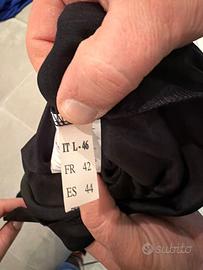 IT L-46
FR 42
ES 44
subito